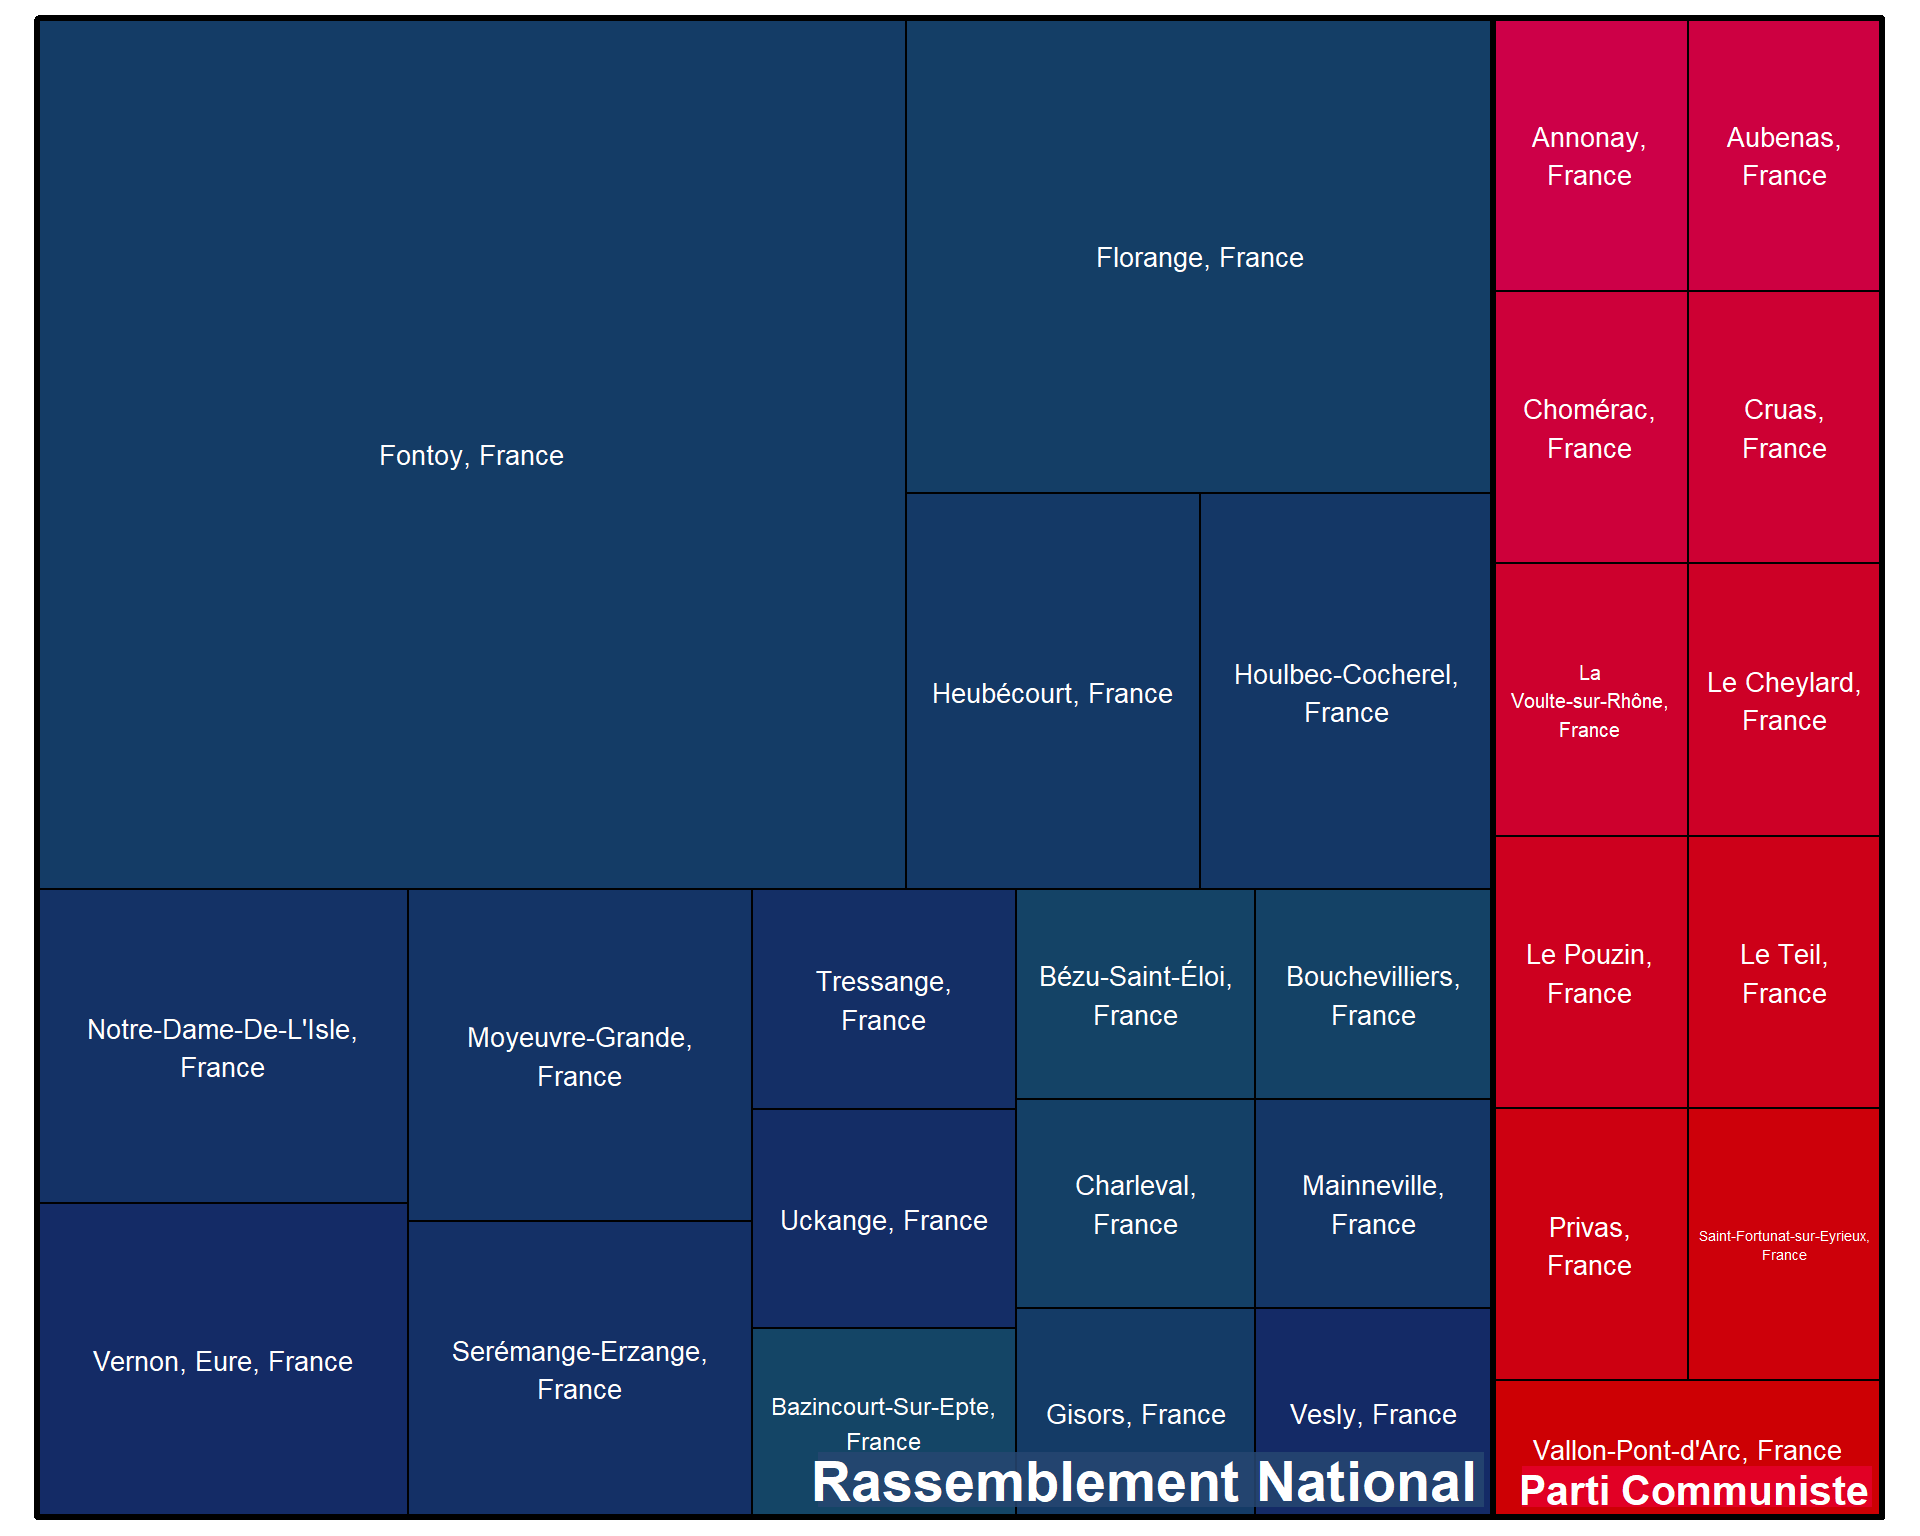 Fontoy, France
Florange, France
Heubécourt, France
Houlbec-Cocherel,
France
Notre-Dame-De-L'Isle,
France
Moyeuvre-Grande,
France
Vernon, Eure, France
Serémange-Erzange,
France
Tressange,
France
Uckange, France
Bazincourt-Sur-Epte,
France
Bézu-Saint-Éloi,
France
Bouchevilliers,
France
Charleval,
France
Mainneville,
France
Gisors, France
Vesly, France
Rassemblement National
Annonay,
France
Aubenas,
France
Chomérac,
France
Cruas,
France
La
Voulte-sur-Rhône,
France
Le Cheylard,
France
Le Pouzin,
France
Le Teil,
France
Privas,
France
Saint-Fortunat-sur-Eyrieux,
France
Vallon-Pont-d'Arc, France
Parti Communiste